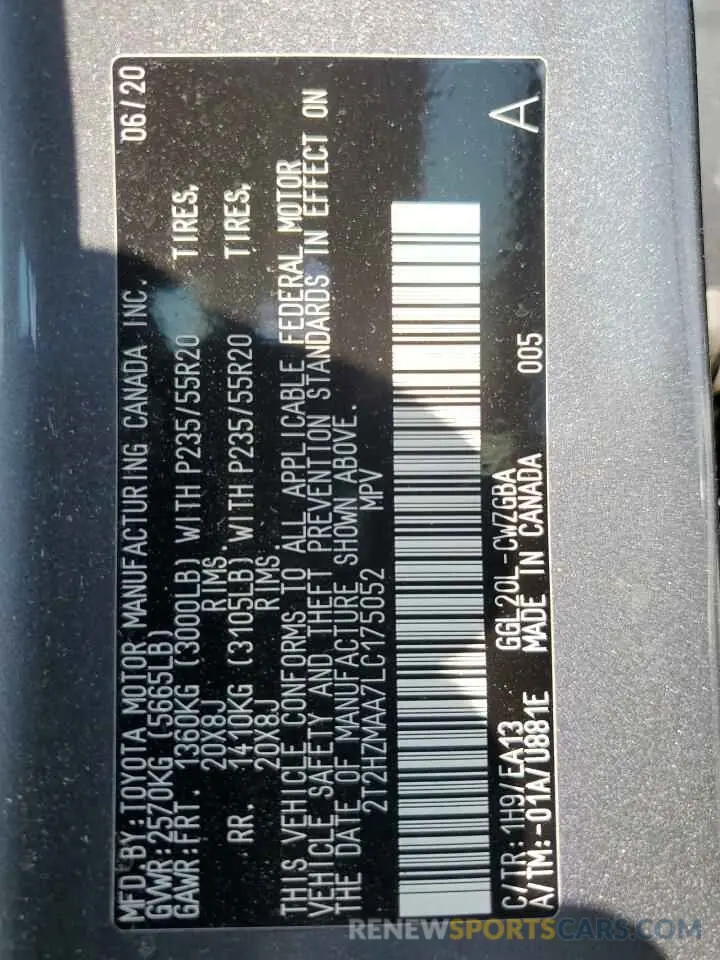 MFD.BY:TOYOTA MOTOR MANUFACTURING CANADA INC. 06/20
GVWR:2570KG (5665LB)
GAWR:FRT. 1360KG (3000LB) WITH P235/55R20 TIRES,
20X8J RIMS.
RR. 1410KG (3105LB) WITH P235/55R20 TIRES,
20X8J RIMS.
THIS VEHICLE CONFORMS TO ALL APPLICABLE FEDERAL MOTOR
VEHICLE SAFETY AND THEFT PREVENTION STANDARDS IN EFFECT ON
THE DATE OF MANUFACTURE SHOWN ABOVE.
2T2HZMAA7LC175052 MPV
C/TR:1H9/EA13 GGL20L-CWZGBA 005 A
A/TM:-01A/U881E MADE IN CANADA
RENEWSPORTSCARS.COM